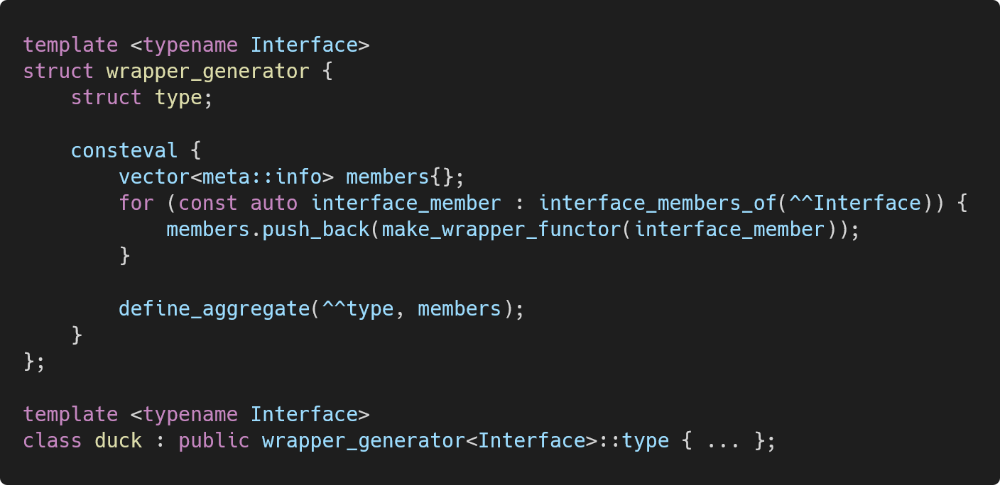 template <typename Interface>
struct wrapper_generator {
    struct type;

    consteval {
        vector<meta::info> members{};
        for (const auto interface_member : interface_members_of(^^Interface)) {
            members.push_back(make_wrapper_functor(interface_member));
        }

        define_aggregate(^^type, members);
    }
};

template <typename Interface>
class duck : public wrapper_generator<Interface>::type { ... };